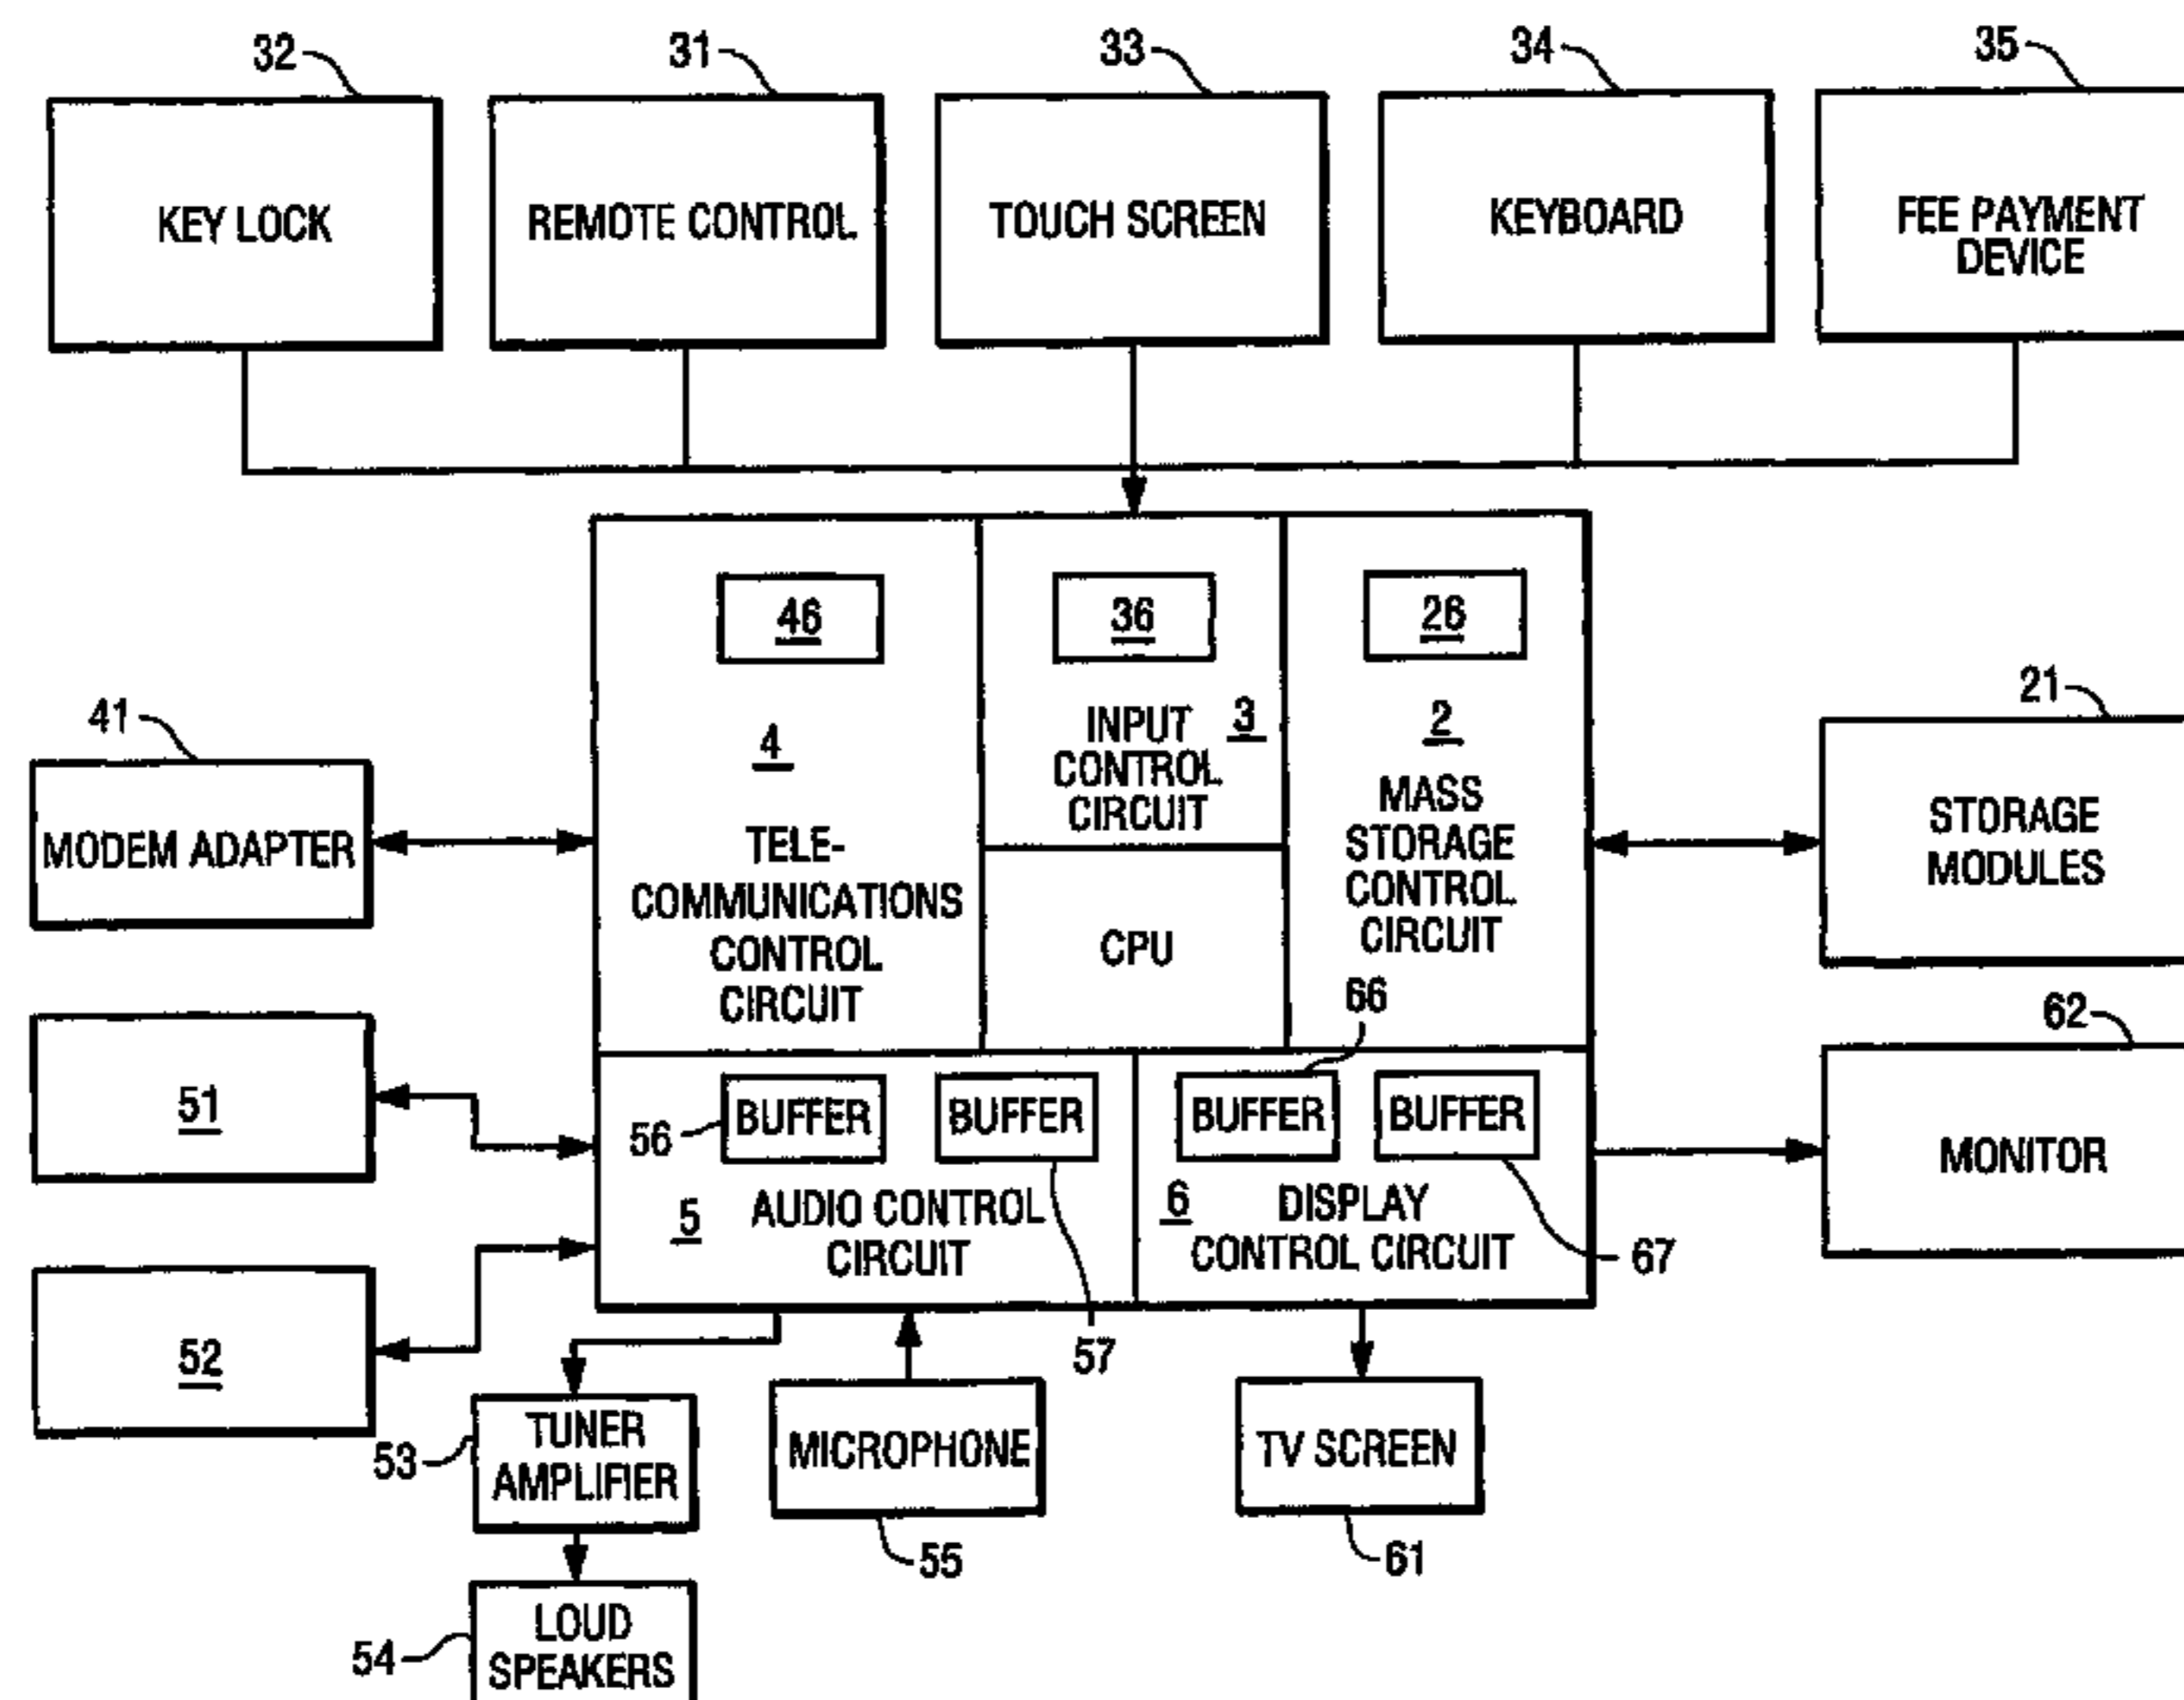 32
31
33
34
35
KEY LOCK
REMOTE CONTROL
TOUCH SCREEN
KEYBOARD
FEE PAYMENT
DEVICE
46
36
26
4
TELE-
COMMUNICATIONS
CONTROL
CIRCUIT
INPUT
CONTROL
CIRCUIT
3
2
MASS
STORAGE
CONTROL
CIRCUIT
CPU
41
MODEM ADAPTER
21
STORAGE
MODULES
51
56
BUFFER
BUFFER
66
BUFFER
BUFFER
62
MONITOR
5
AUDIO CONTROL
CIRCUIT
6
DISPLAY
CONTROL CIRCUIT
67
57
52
53
TUNER
AMPLIFIER
MICROPHONE
55
TV SCREEN
61
54
LOUD
SPEAKERS